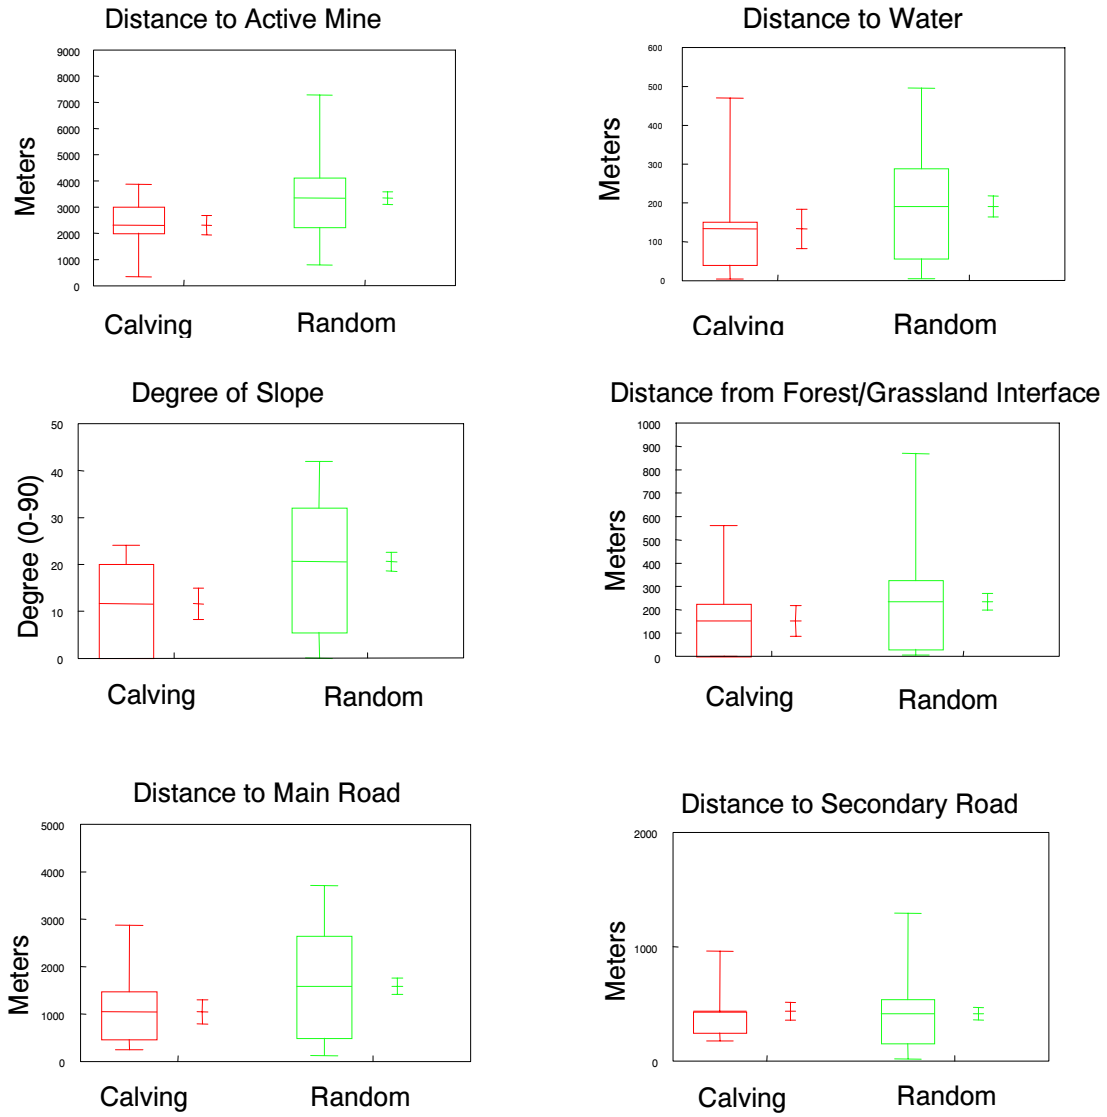 Distance to Active Mine
Meters
9000
8000
7000
6000
5000
4000
3000
2000
1000
0
Calving
Random
Distance to Water
Meters
600
500
400
300
200
100
0
Calving
Random
Degree of Slope
Degree (0-90)
50
40
30
20
10
0
Calving
Random
Distance from Forest/Grassland Interface
Meters
1000
900
800
700
600
500
400
300
200
100
0
Calving
Random
Distance to Main Road
Meters
5000
4000
3000
2000
1000
0
Calving
Random
Distance to Secondary Road
Meters
2000
1000
0
Calving
Random